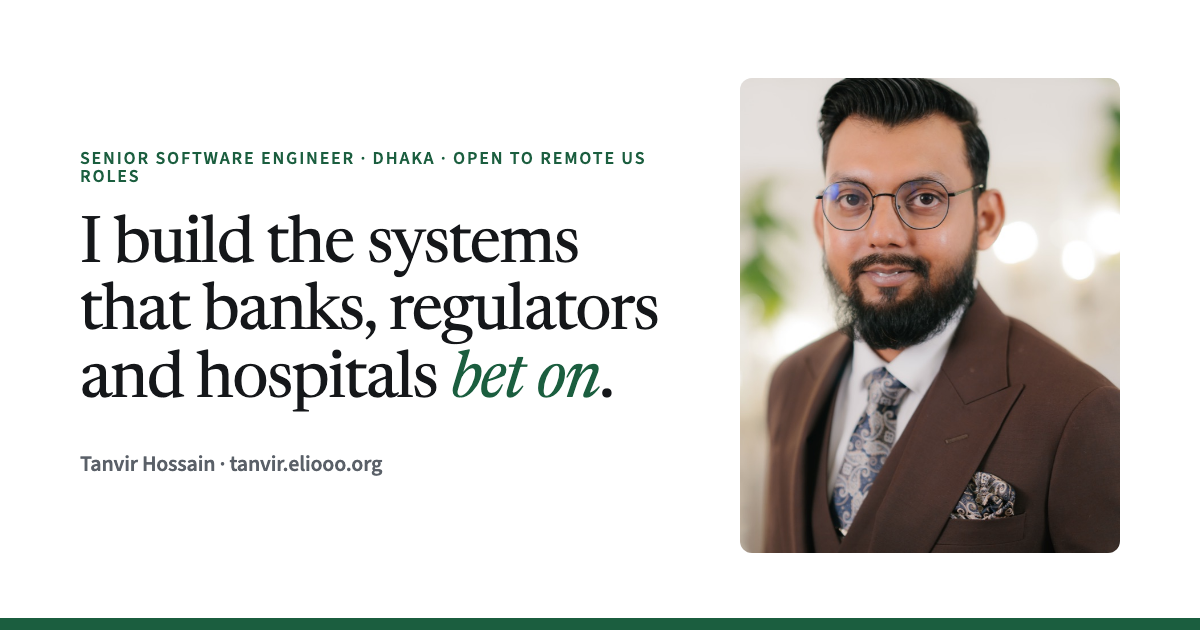 SENIOR SOFTWARE ENGINEER · DHAKA · OPEN TO REMOTE US
ROLES
I build the systems
that banks, regulators
and hospitals bet on.
Tanvir Hossain · tanvir.eliooo.org